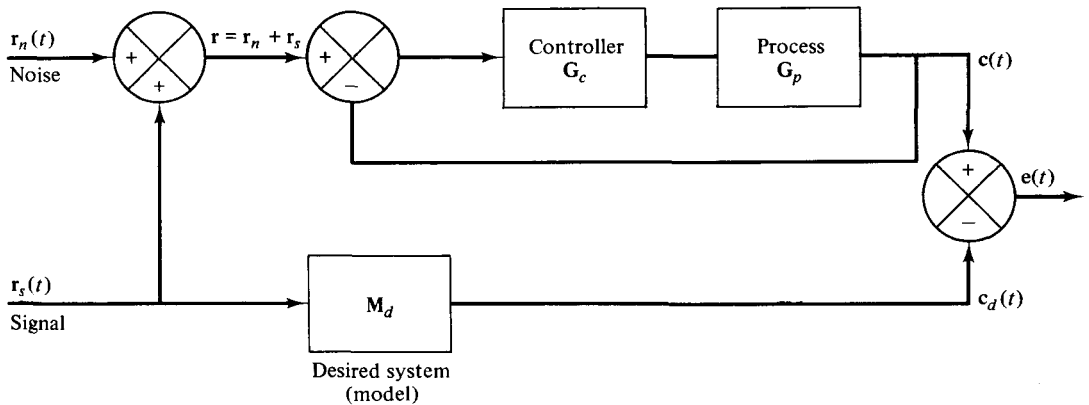 r_n(t)
Noise
+
+
r = r_n + r_s
+
−
Controller
G_c
Process
G_p
c(t)
+
−
e(t)
r_s(t)
Signal
M_d
c_d(t)
Desired system
(model)